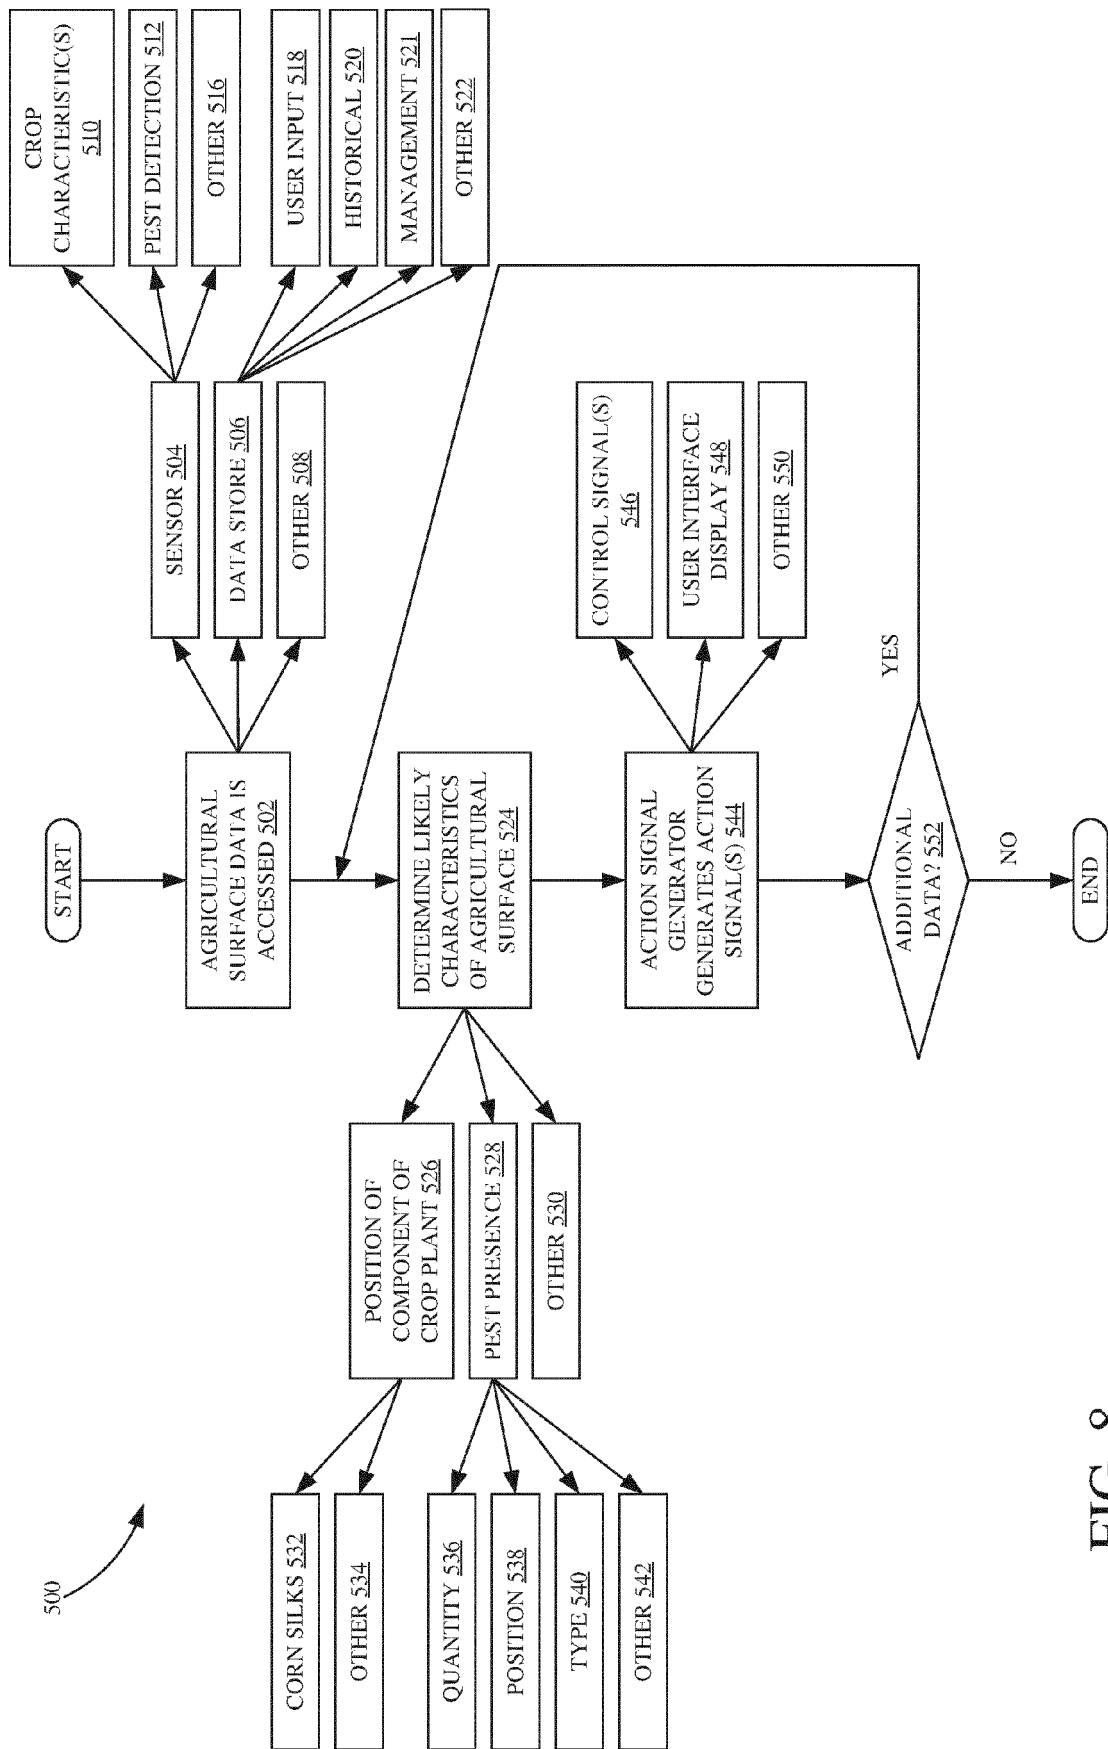 500
START
AGRICULTURAL
SURFACE DATA IS
ACCESSED 502
SENSOR 504
DATA STORE 506
OTHER 508
CROP
CHARACTERISTIC(S)
510
PEST DETECTION 512
OTHER 516
USER INPUT 518
HISTORICAL 520
MANAGEMENT 521
OTHER 522
DETERMINE LIKELY
CHARACTERISTICS
OF AGRICULTURAL
SURFACE 524
POSITION OF
COMPONENT OF
CROP PLANT 526
PEST PRESENCE 528
OTHER 530
CORN SILKS 532
OTHER 534
QUANTITY 536
POSITION 538
TYPE 540
OTHER 542
ACTION SIGNAL
GENERATOR
GENERATES ACTION
SIGNAL(S) 544
CONTROL SIGNAL(S)
546
USER INTERFACE
DISPLAY 548
OTHER 550
ADDITIONAL
DATA? 552
YES
NO
END
FIG. 8